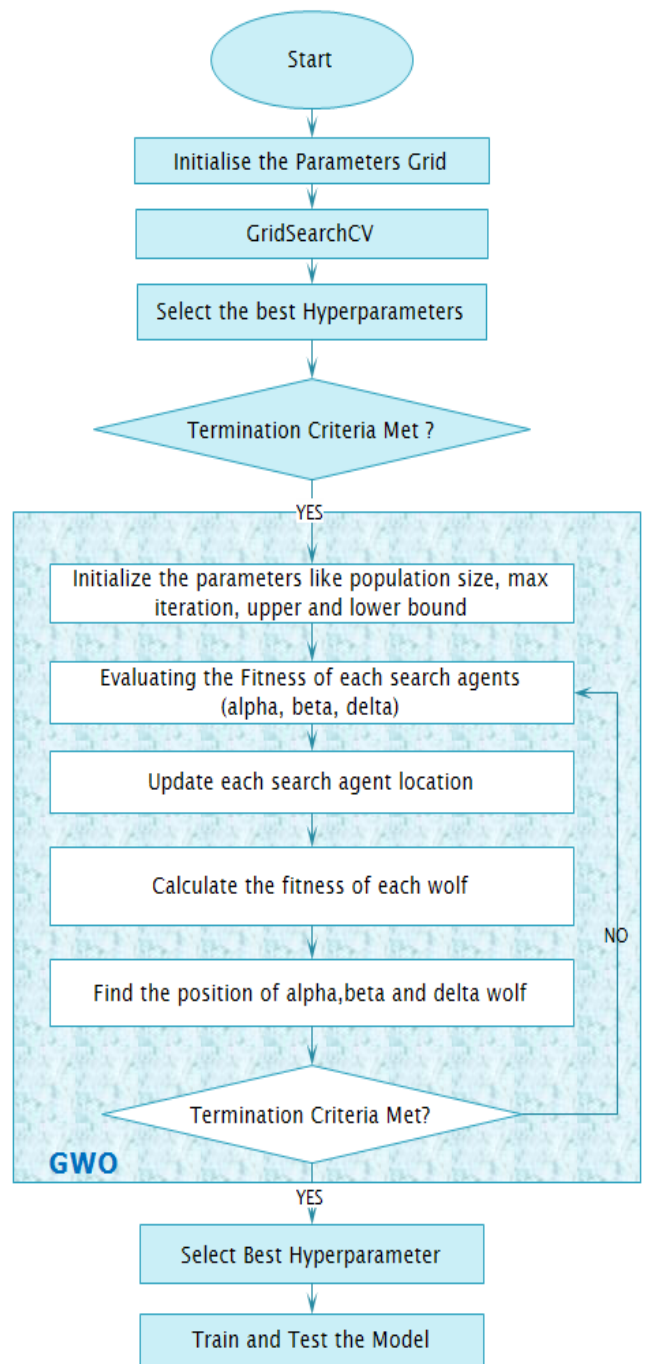 Start
Initialise the Parameters Grid
GridSearchCV
Select the best Hyperparameters
Termination Criteria Met ?
YES
Initialize the parameters like population size, max
iteration, upper and lower bound
Evaluating the Fitness of each search agents
(alpha, beta, delta)
Update each search agent location
Calculate the fitness of each wolf
NO
Find the position of alpha,beta and delta wolf
Termination Criteria Met?
GWO
YES
Select Best Hyperparameter
Train and Test the Model